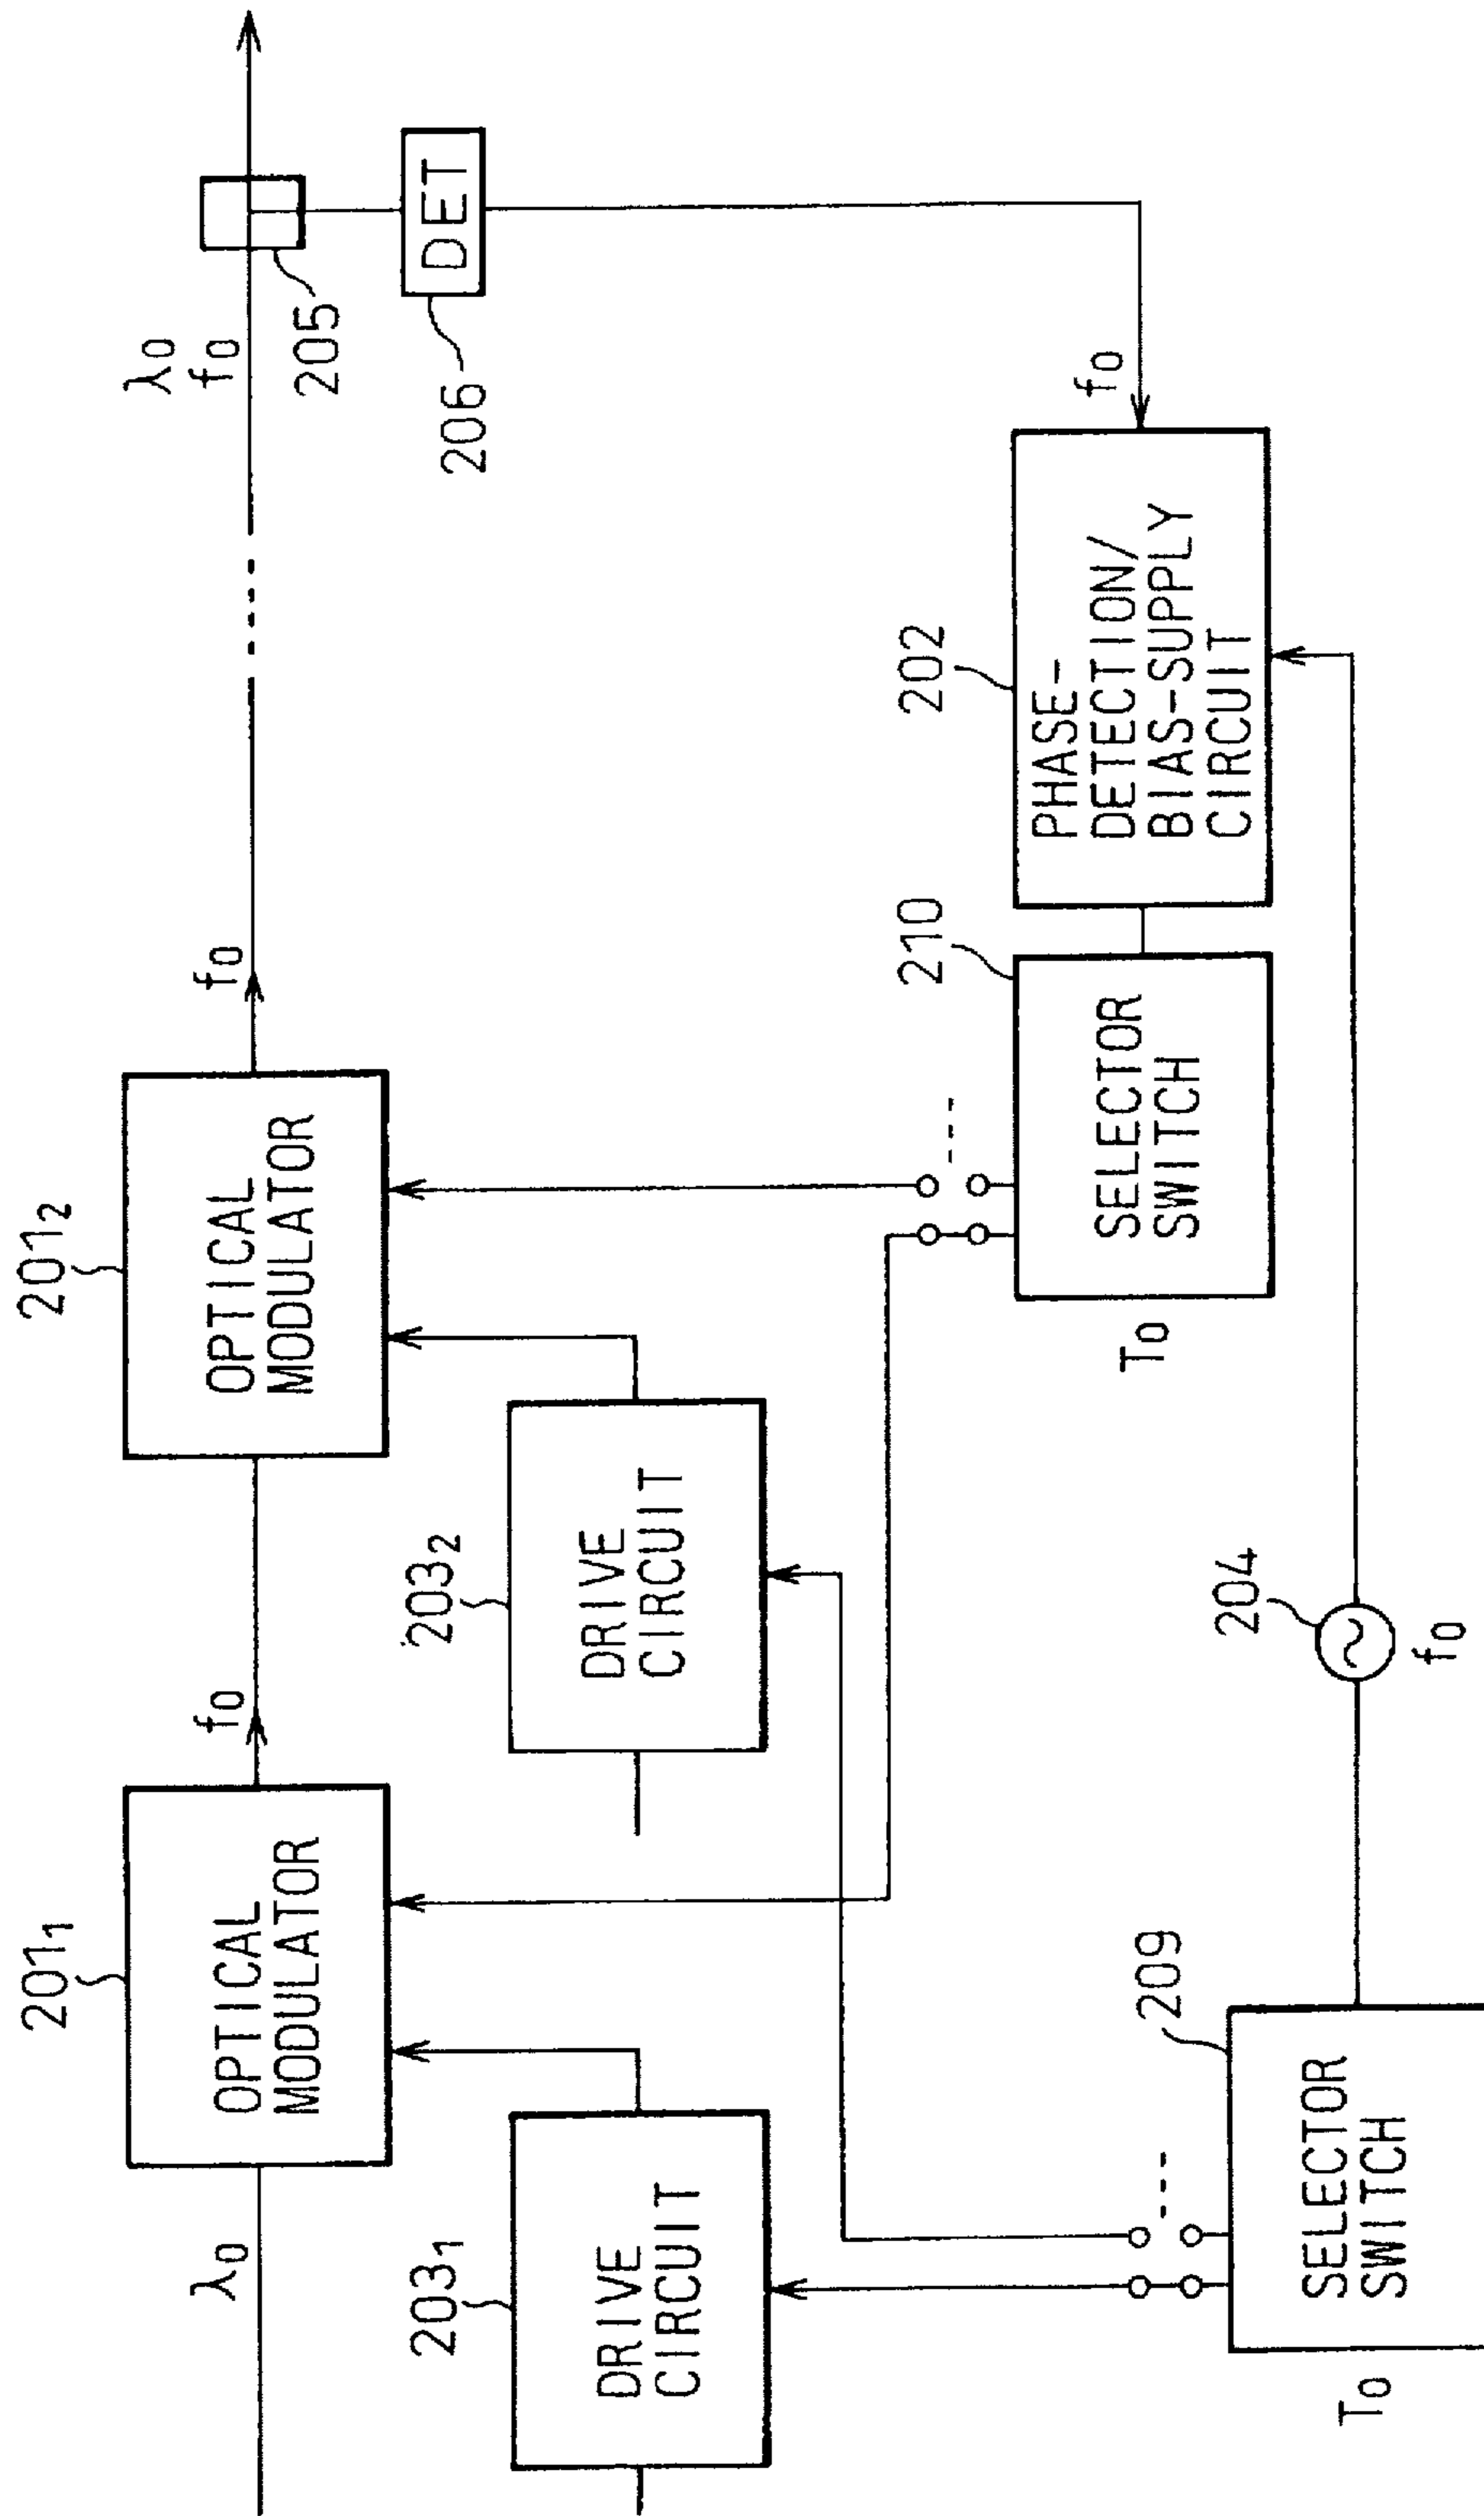 λ₀
201₁
OPTICAL
MODULATOR
f₀
201₂
OPTICAL
MODULATOR
f₀
λ₀
f₀
205
DET
206
203₁
DRIVE
CIRCUIT
203₂
DRIVE
CIRCUIT
210
SELECTOR
SWITCH
T₀
202
PHASE-
DETECTION/
BIAS-SUPPLY
CIRCUIT
f₀
209
SELECTOR
SWITCH
T₀
204
f₀